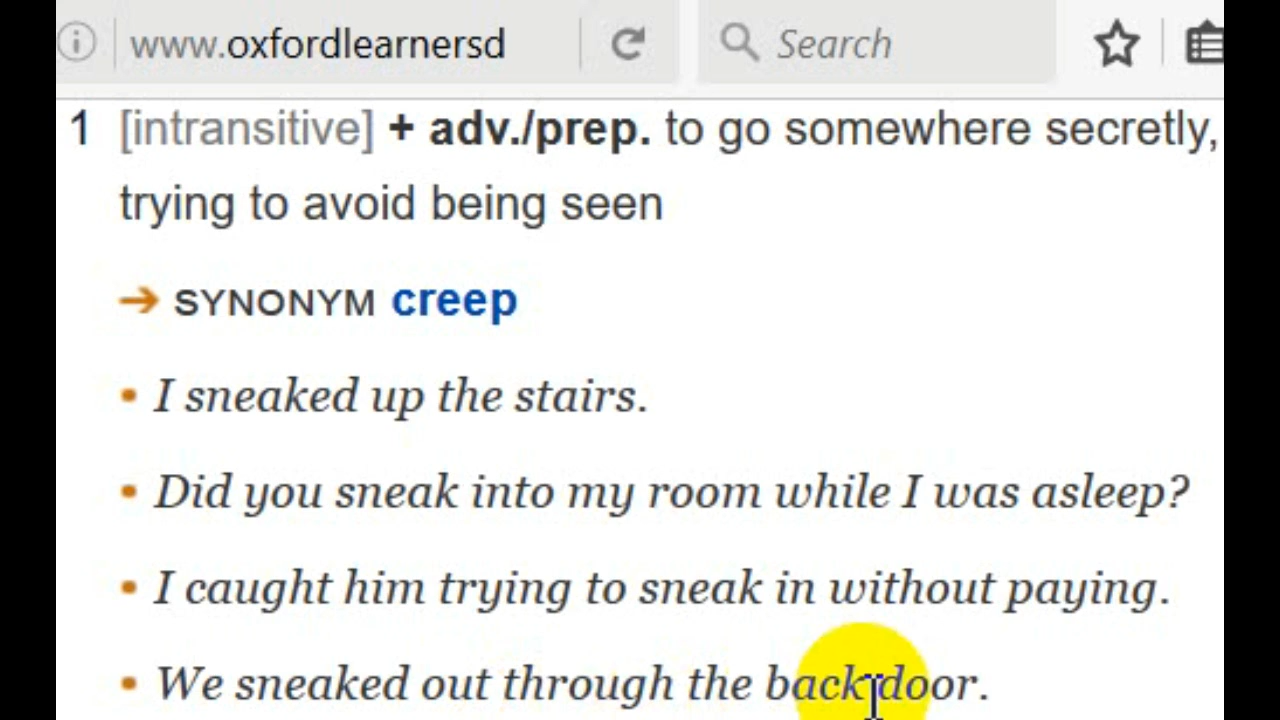 www.oxfordlearnersd
Search
1 [intransitive] + adv./prep. to go somewhere secretly,
trying to avoid being seen
➔ SYNONYM creep
• I sneaked up the stairs.
• Did you sneak into my room while I was asleep?
• I caught him trying to sneak in without paying.
• We sneaked out through the back door.